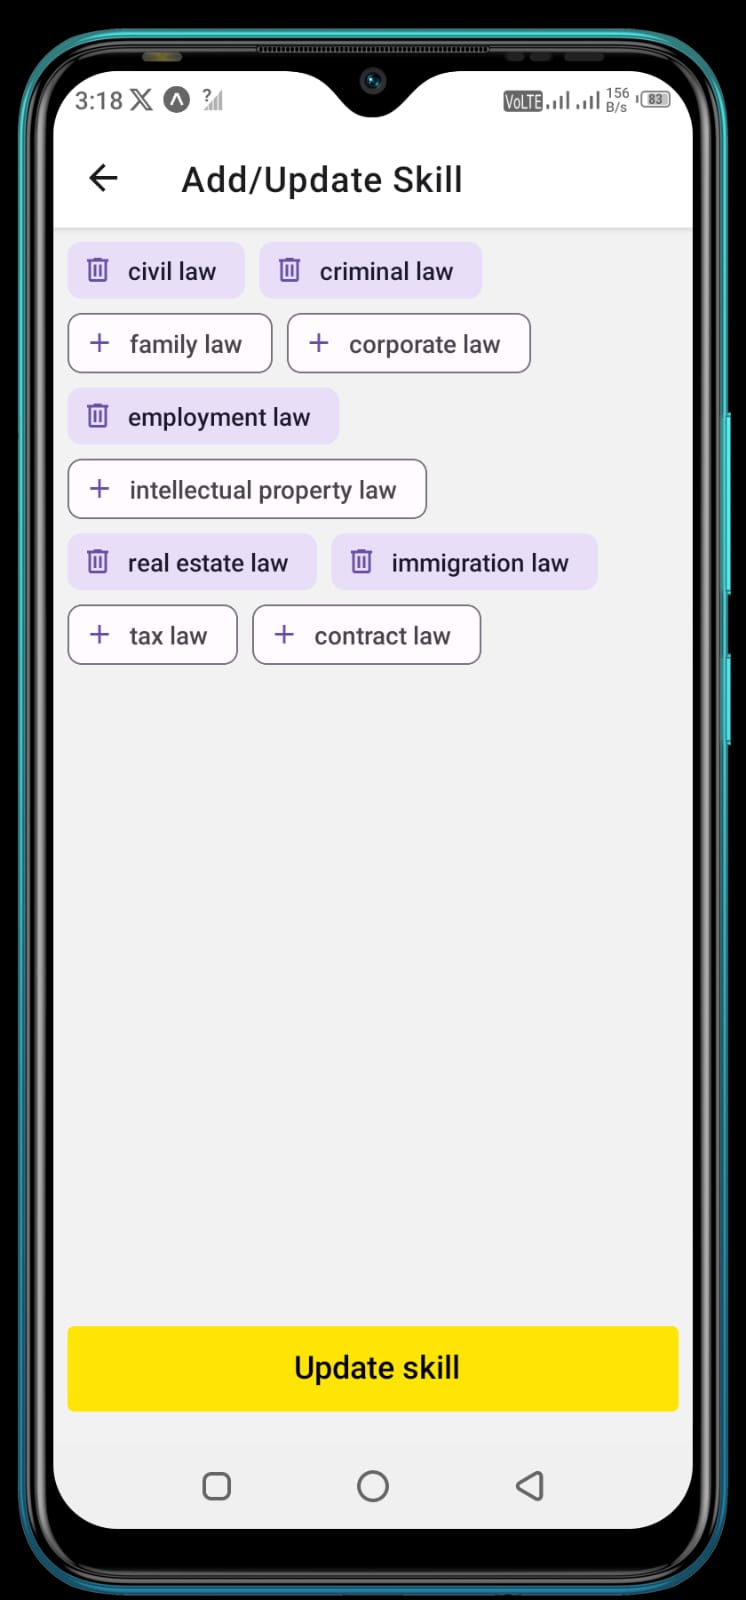 3:18 VoLTE 156 B/s 83
Add/Update Skill
civil law criminal law
family law corporate law
employment law
intellectual property law
real estate law immigration law
tax law contract law
Update skill